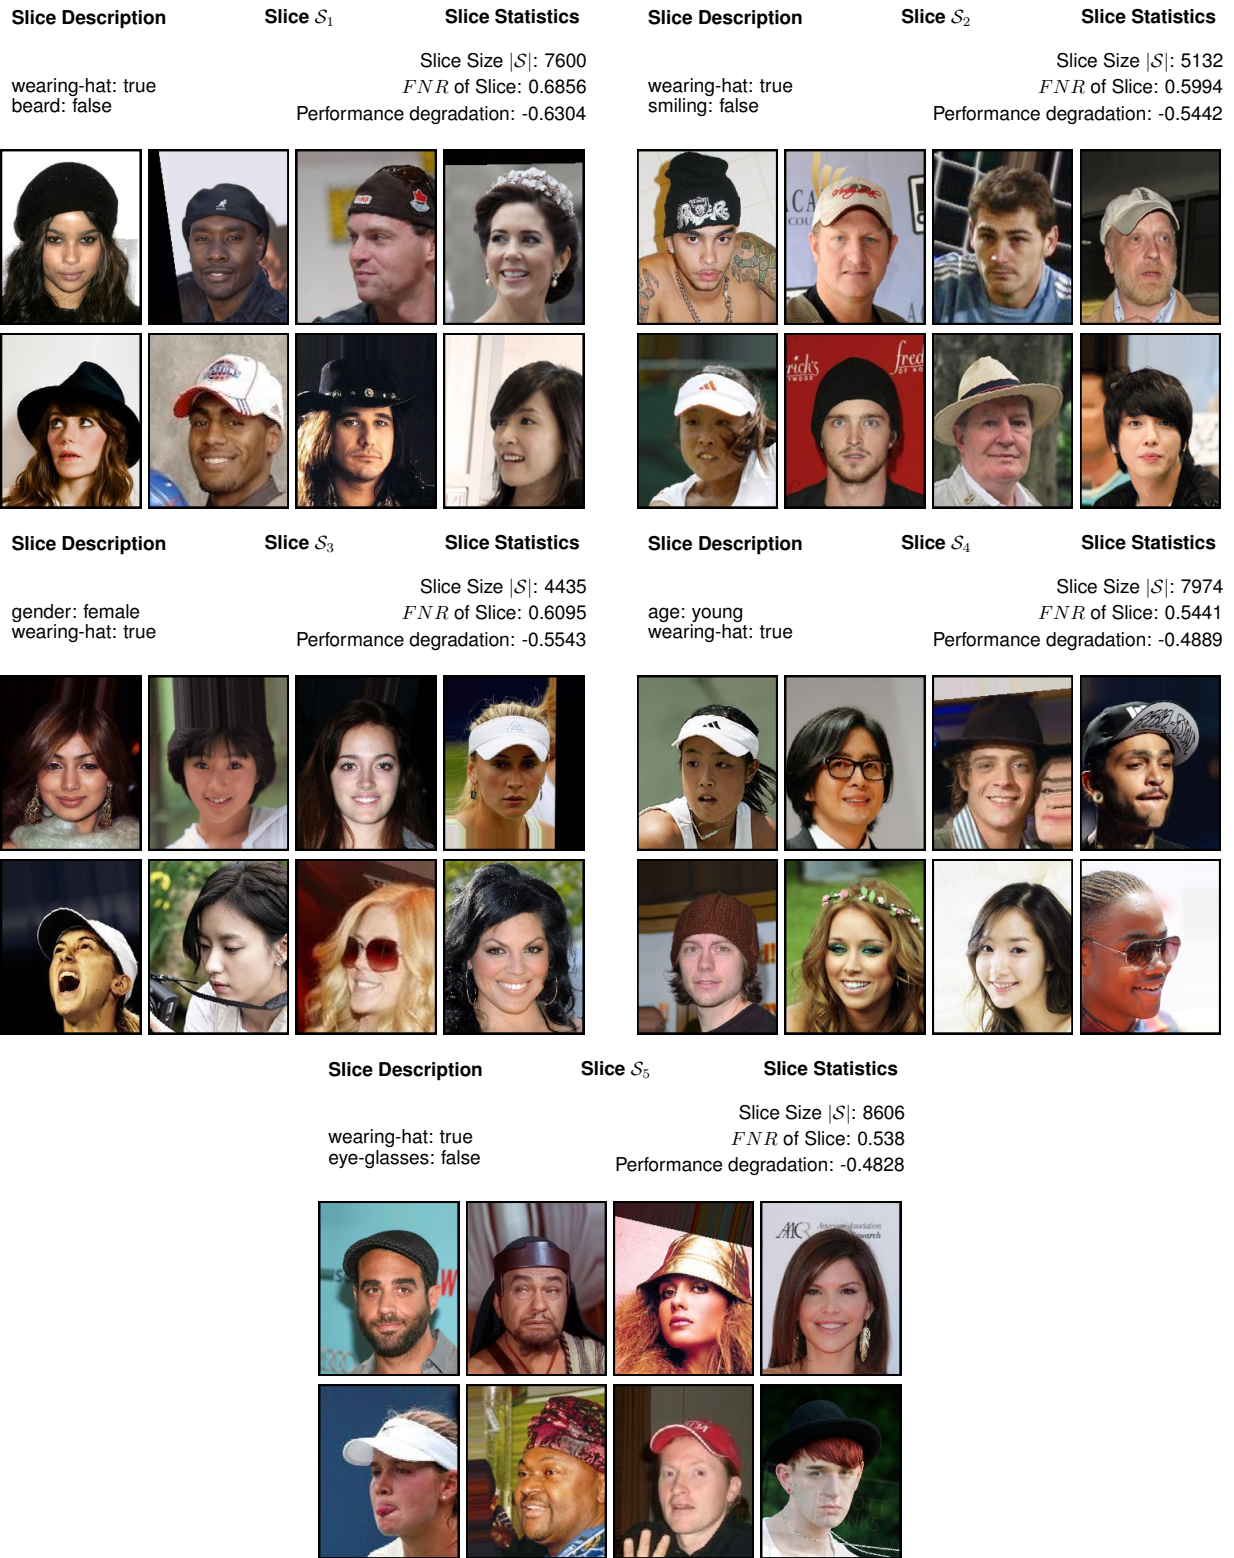 Slice Description Slice S₁ Slice Statistics
Slice Size |S|: 7600
wearing-hat: true
beard: false
FNR of Slice: 0.6856
Performance degradation: -0.6304
Slice Description Slice S₂ Slice Statistics
Slice Size |S|: 5132
wearing-hat: true
smiling: false
FNR of Slice: 0.5994
Performance degradation: -0.5442
rick's
fred
Slice Description Slice S₃ Slice Statistics
Slice Size |S|: 4435
gender: female
wearing-hat: true
FNR of Slice: 0.6095
Performance degradation: -0.5543
Slice Description Slice S₄ Slice Statistics
Slice Size |S|: 7974
age: young
wearing-hat: true
FNR of Slice: 0.5441
Performance degradation: -0.4889
Slice Description Slice S₅ Slice Statistics
Slice Size |S|: 8606
wearing-hat: true
eye-glasses: false
FNR of Slice: 0.538
Performance degradation: -0.4828